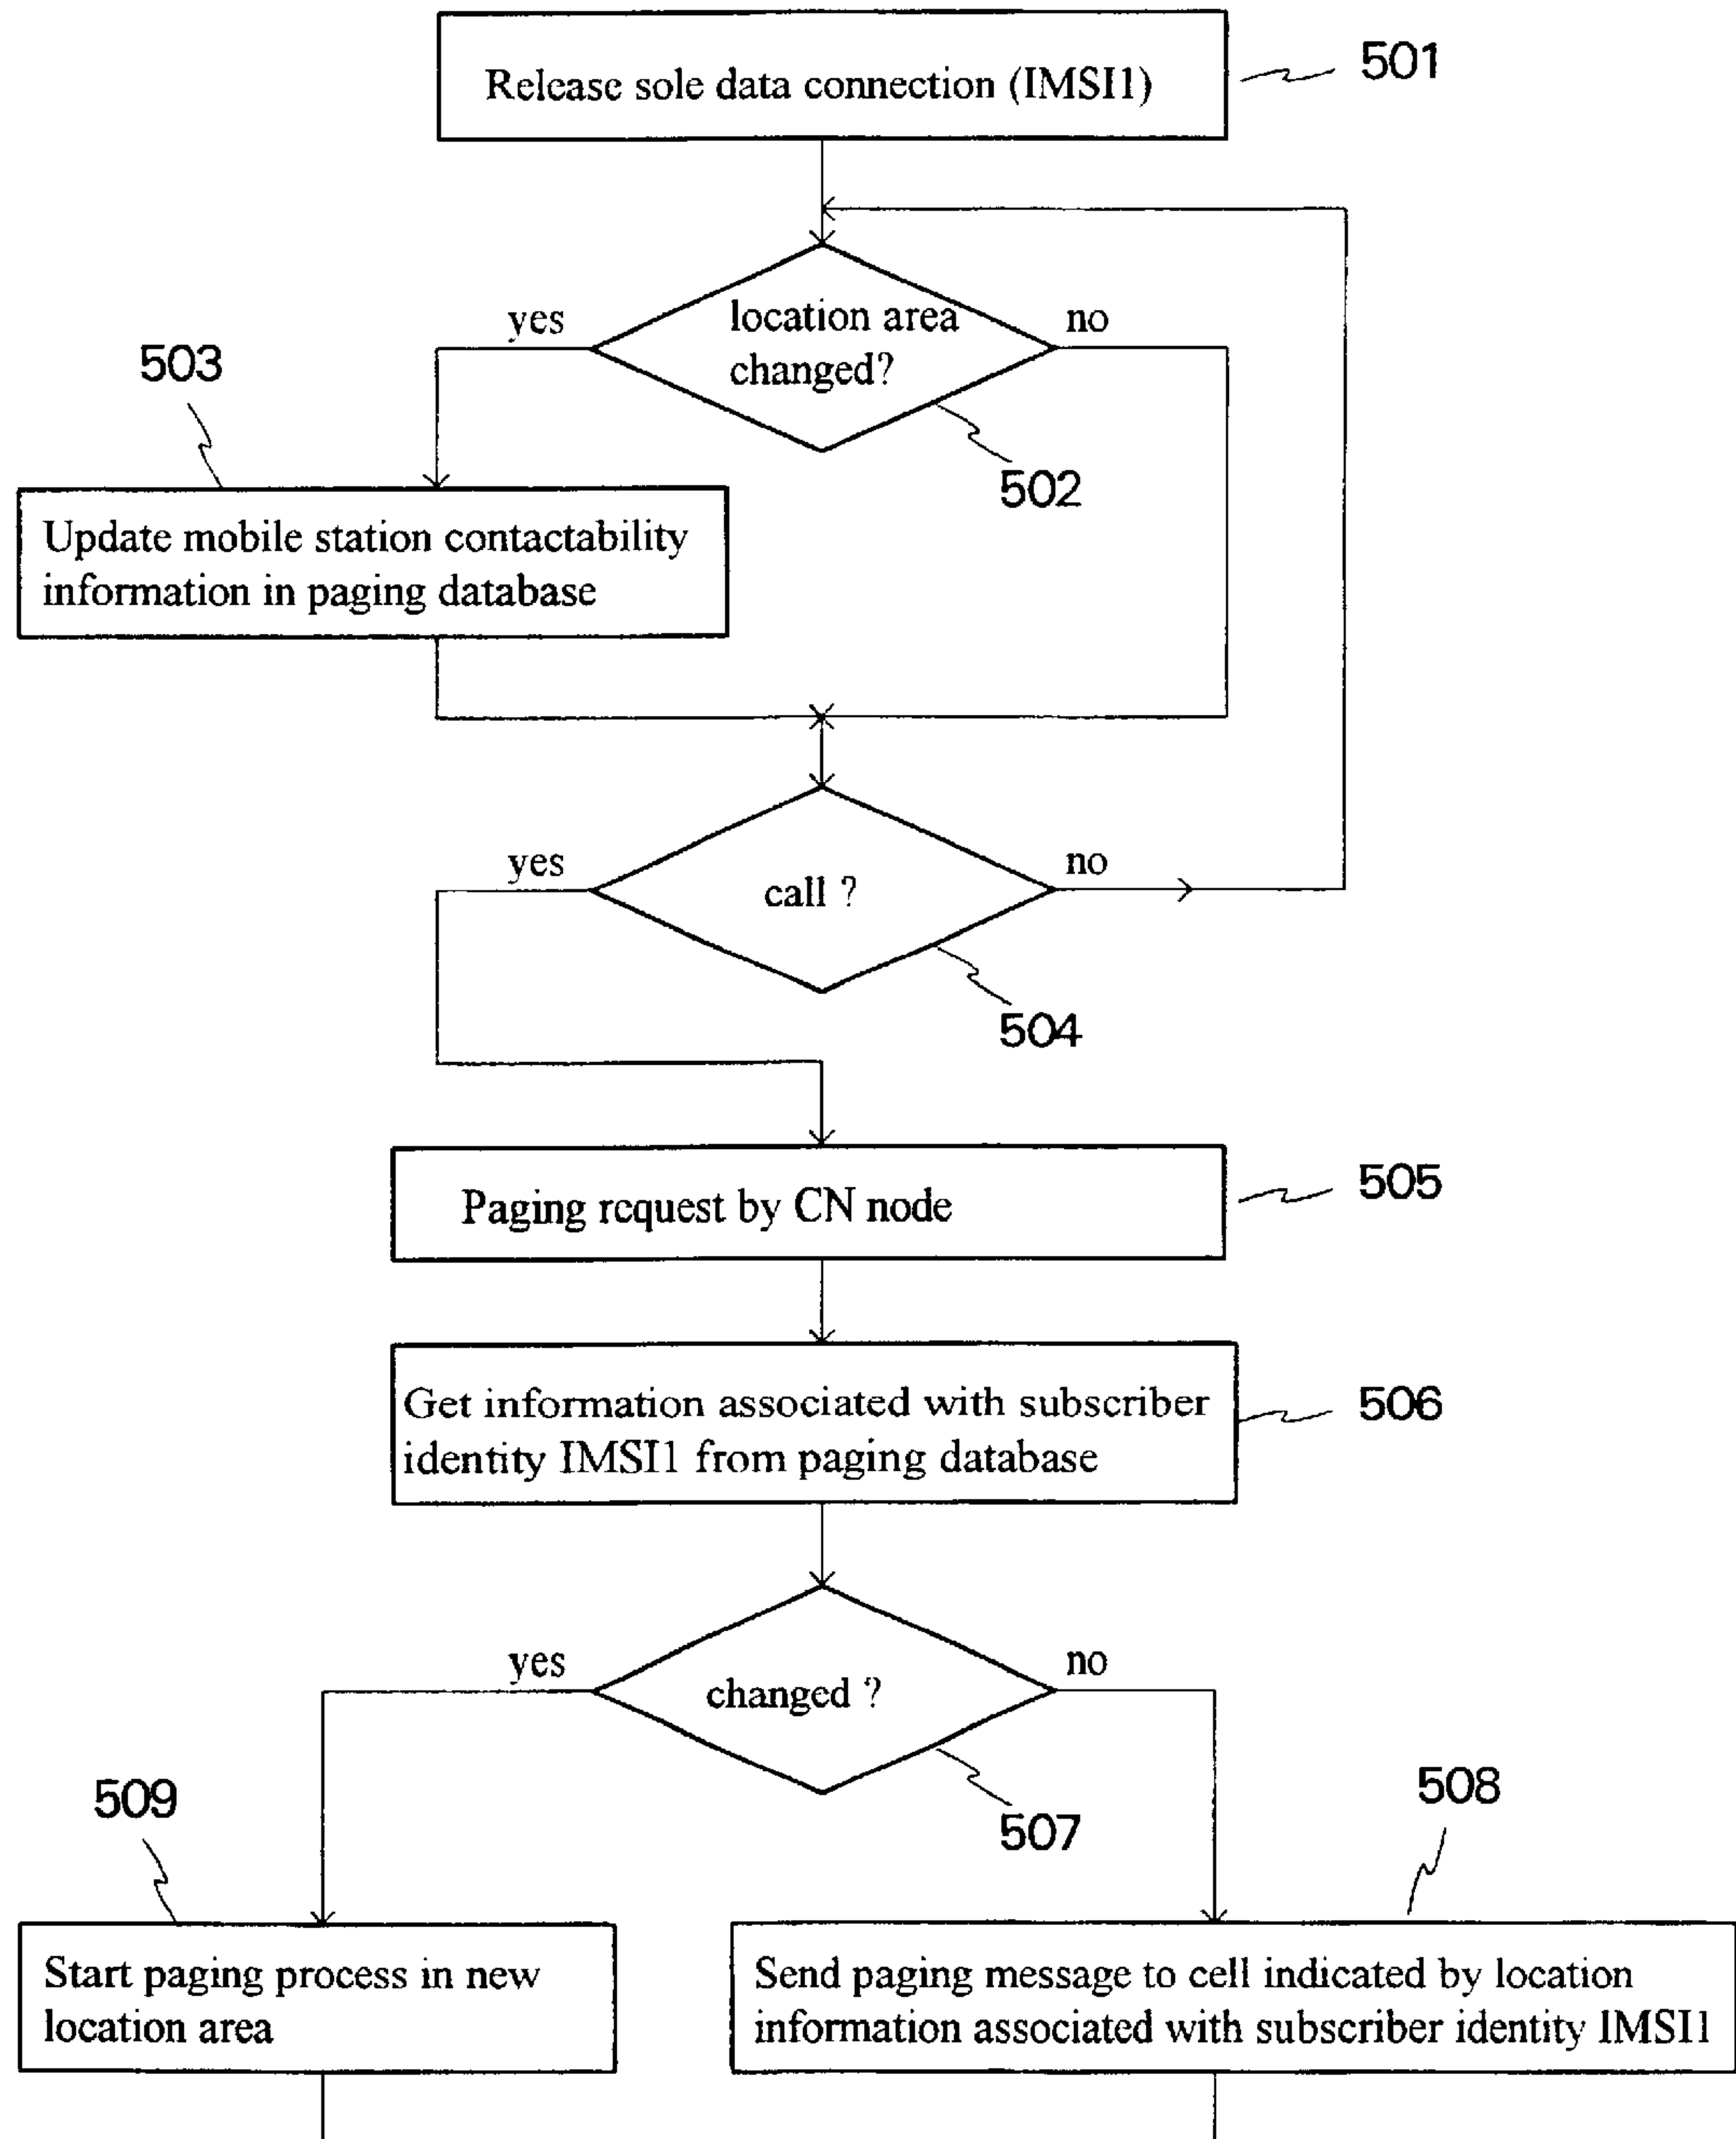 Release sole data connection (IMSI1)
501
yes
location area
changed?
no
503
502
Update mobile station contactability
information in paging database
yes
call ?
no
504
Paging request by CN node
505
Get information associated with subscriber
identity IMSI1 from paging database
506
yes
changed ?
no
509
507
508
Start paging process in new
location area
Send paging message to cell indicated by location
information associated with subscriber identity IMSI1